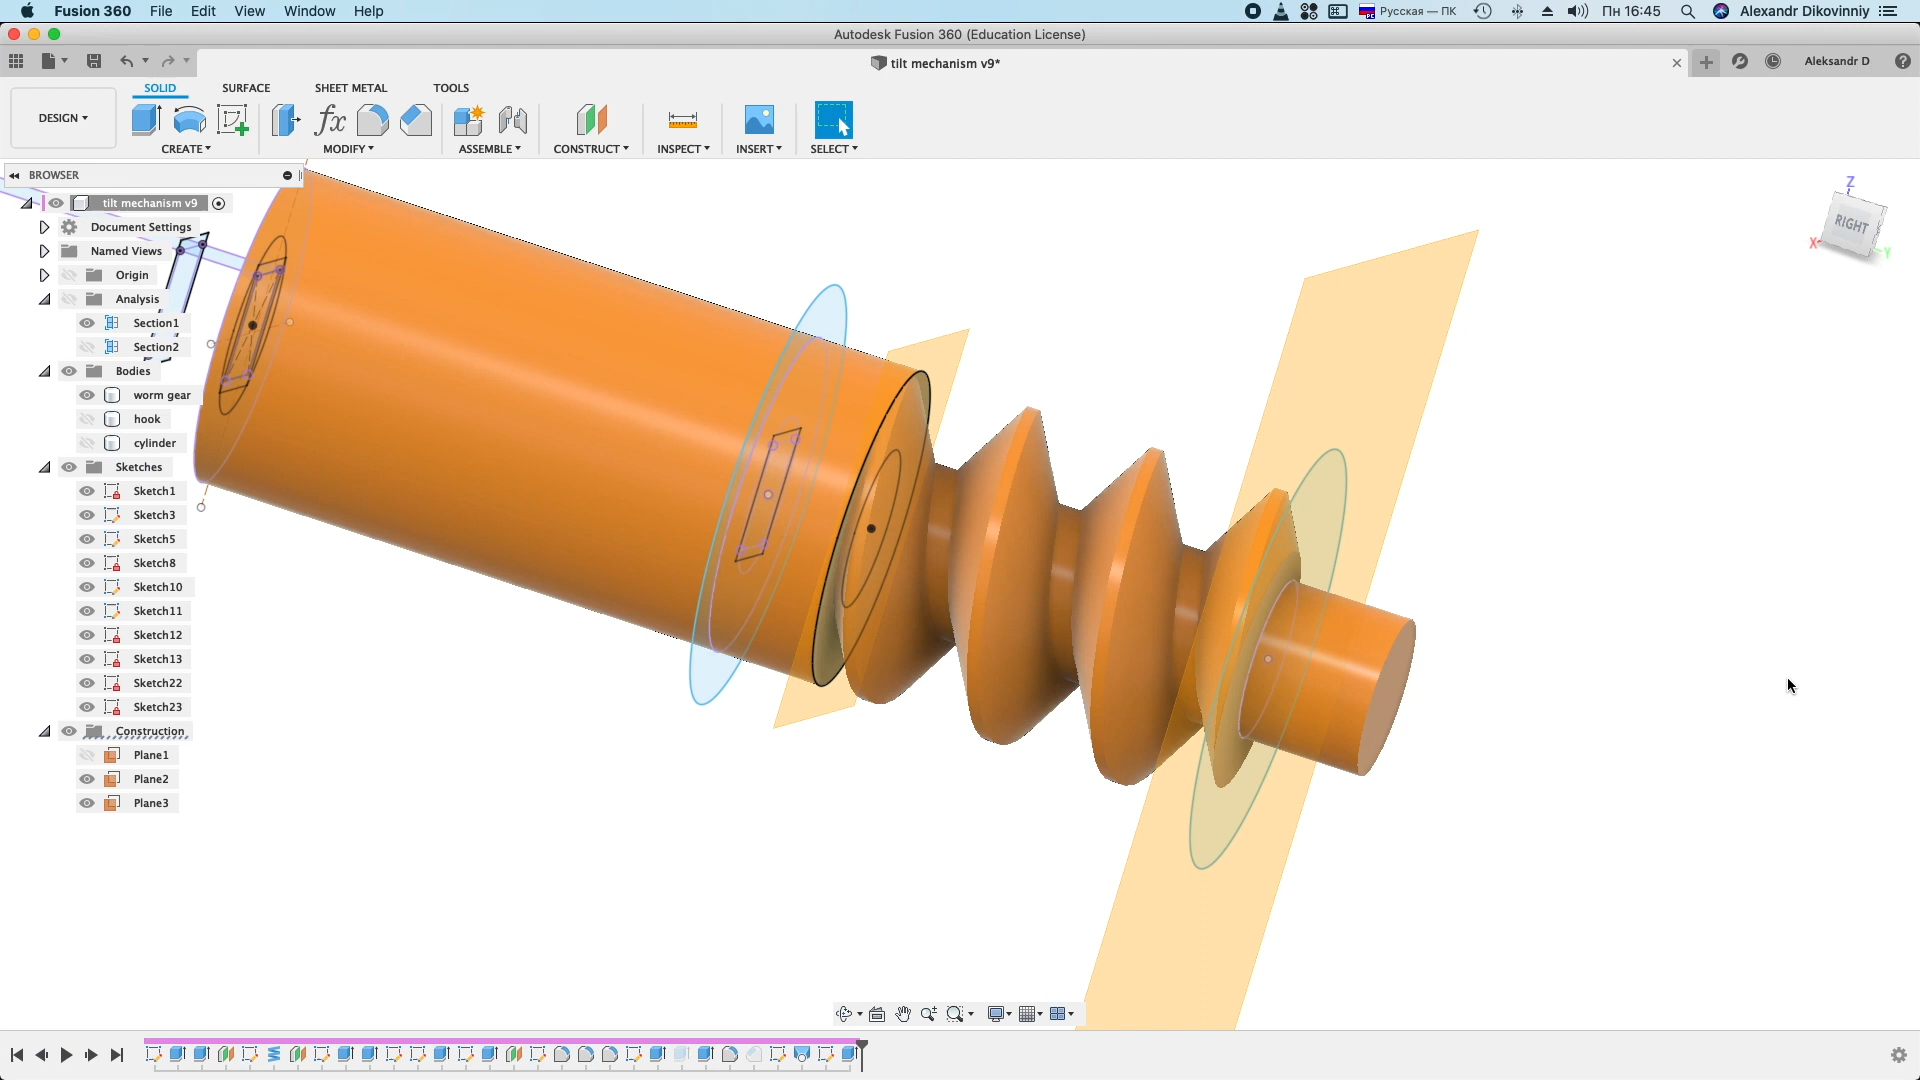 Fusion 360 File Edit View Window Help Русская — ПК Пн 16:45 Alexandr Dikovinniy
Autodesk Fusion 360 (Education License)
tilt mechanism v9* Aleksandr D
SOLID SURFACE SHEET METAL TOOLS
DESIGN
CREATE MODIFY ASSEMBLE CONSTRUCT INSPECT INSERT SELECT
BROWSER
tilt mechanism v9
Document Settings
Named Views
Origin
Analysis
Section1
Section2
Bodies
worm gear
hook
cylinder
Sketches
Sketch1
Sketch3
Sketch5
Sketch8
Sketch10
Sketch11
Sketch12
Sketch13
Sketch22
Sketch23
Construction
Plane1
Plane2
Plane3
Z
RIGHT
X
Y